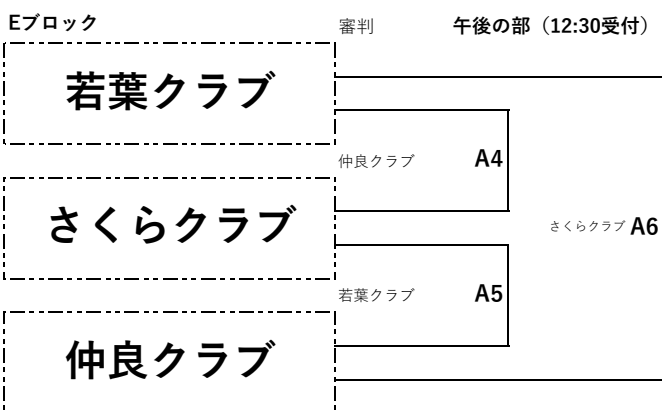 Eブロック
審判
午後の部（12:30受付）
若葉クラブ
仲良クラブ
A4
さくらクラブ
さくらクラブ
A6
若葉クラブ
A5
仲良クラブ